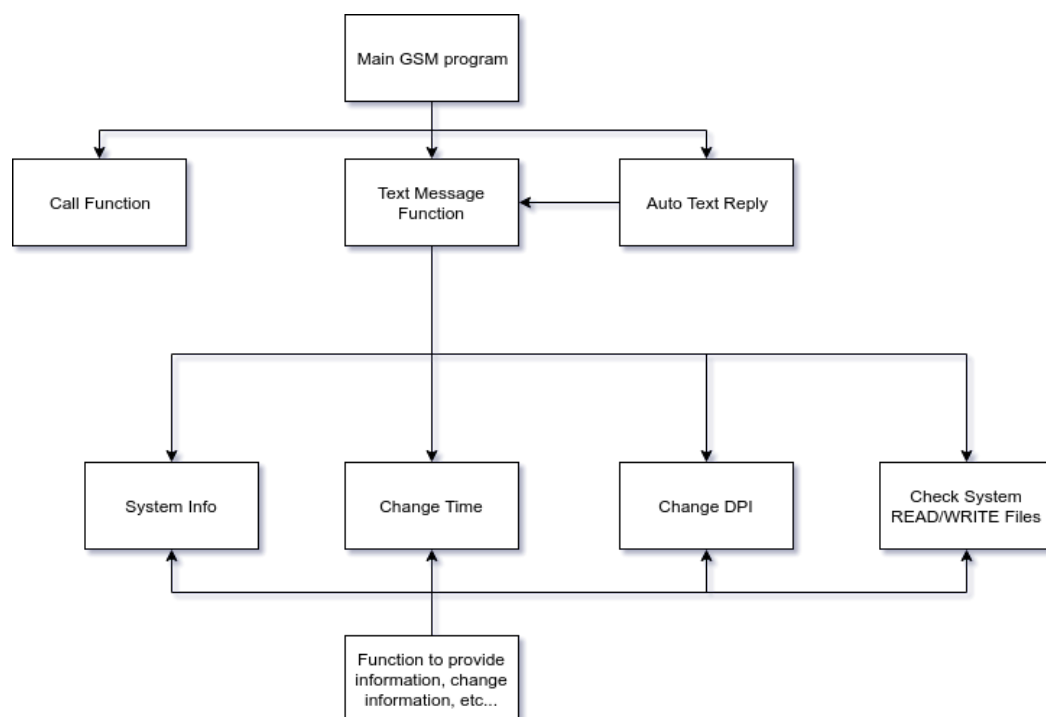 Main GSM program
Call Function
Text Message
Function
Auto Text Reply
System Info
Change Time
Change DPI
Check System
READ/WRITE Files
Function to provide
information, change
information, etc...